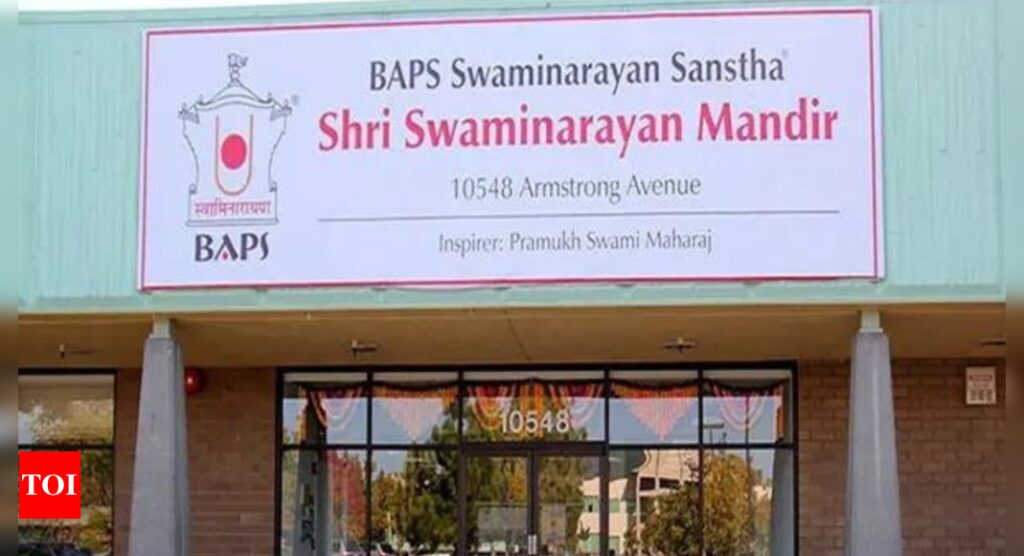 BAPS Swaminarayan Sanstha®
Shri Swaminarayan Mandir
10548 Armstrong Avenue
Inspirer: Pramukh Swami Maharaj
®
स्वामिनारायण
BAPS
10548
TOI